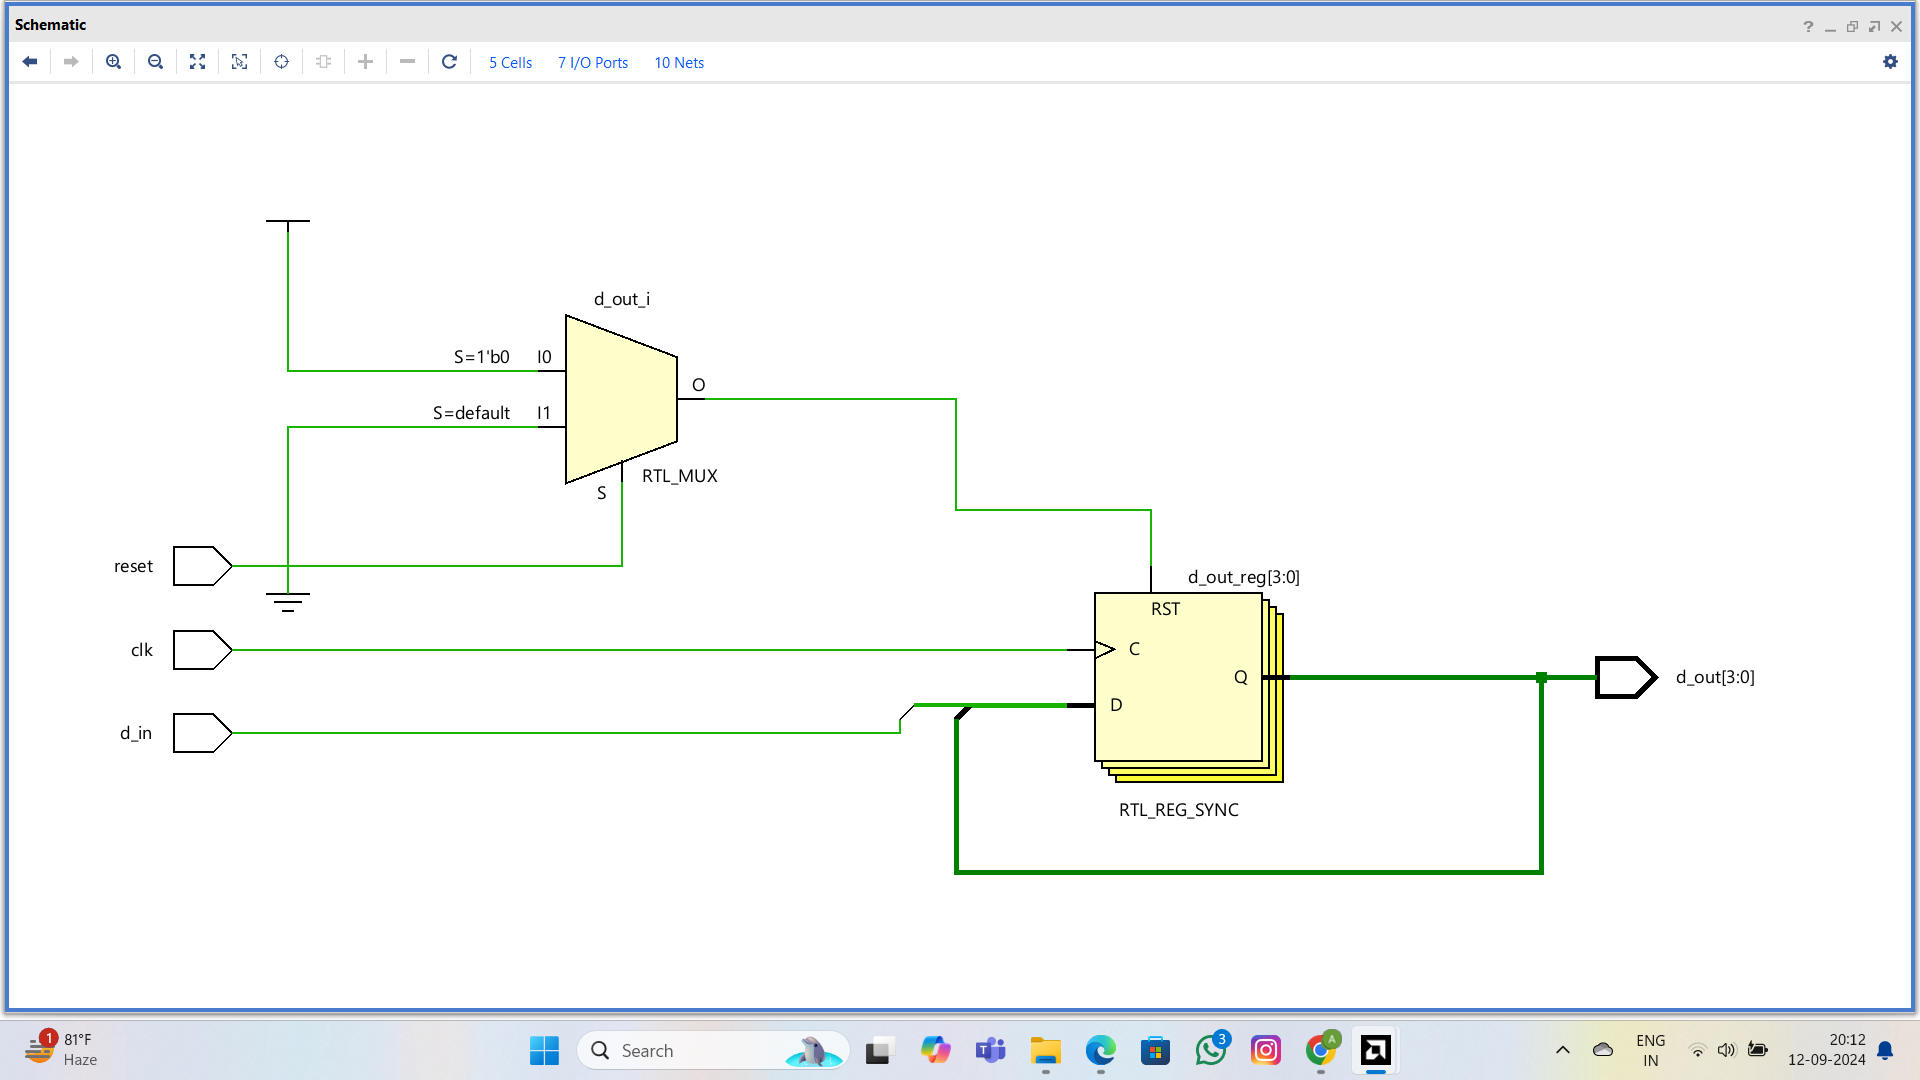 Schematic
5 Cells 7 I/O Ports 10 Nets
d_out_i
S=1'b0 I0
O
S=default I1
RTL_MUX
S
reset
d_out_reg[3:0]
RST
clk
C
Q
d_out[3:0]
D
d_in
RTL_REG_SYNC
1
81°F
Haze
Search
3
A
ENG
IN
20:12
12-09-2024